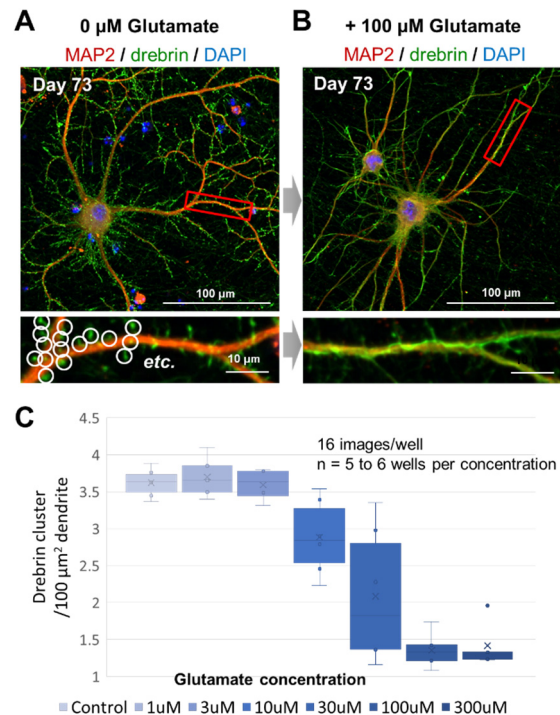 A
0 µM Glutamate
MAP2 / drebrin / DAPI
Day 73
100 µm
etc.
10 µm
B
+ 100 µM Glutamate
MAP2 / drebrin / DAPI
Day 73
100 µm
C
Drebrin cluster
/100 µm² dendrite
4.5
4
3.5
3
2.5
2
1.5
1
16 images/well
n = 5 to 6 wells per concentration
Glutamate concentration
Control 1uM 3uM 10uM 30uM 100uM 300uM